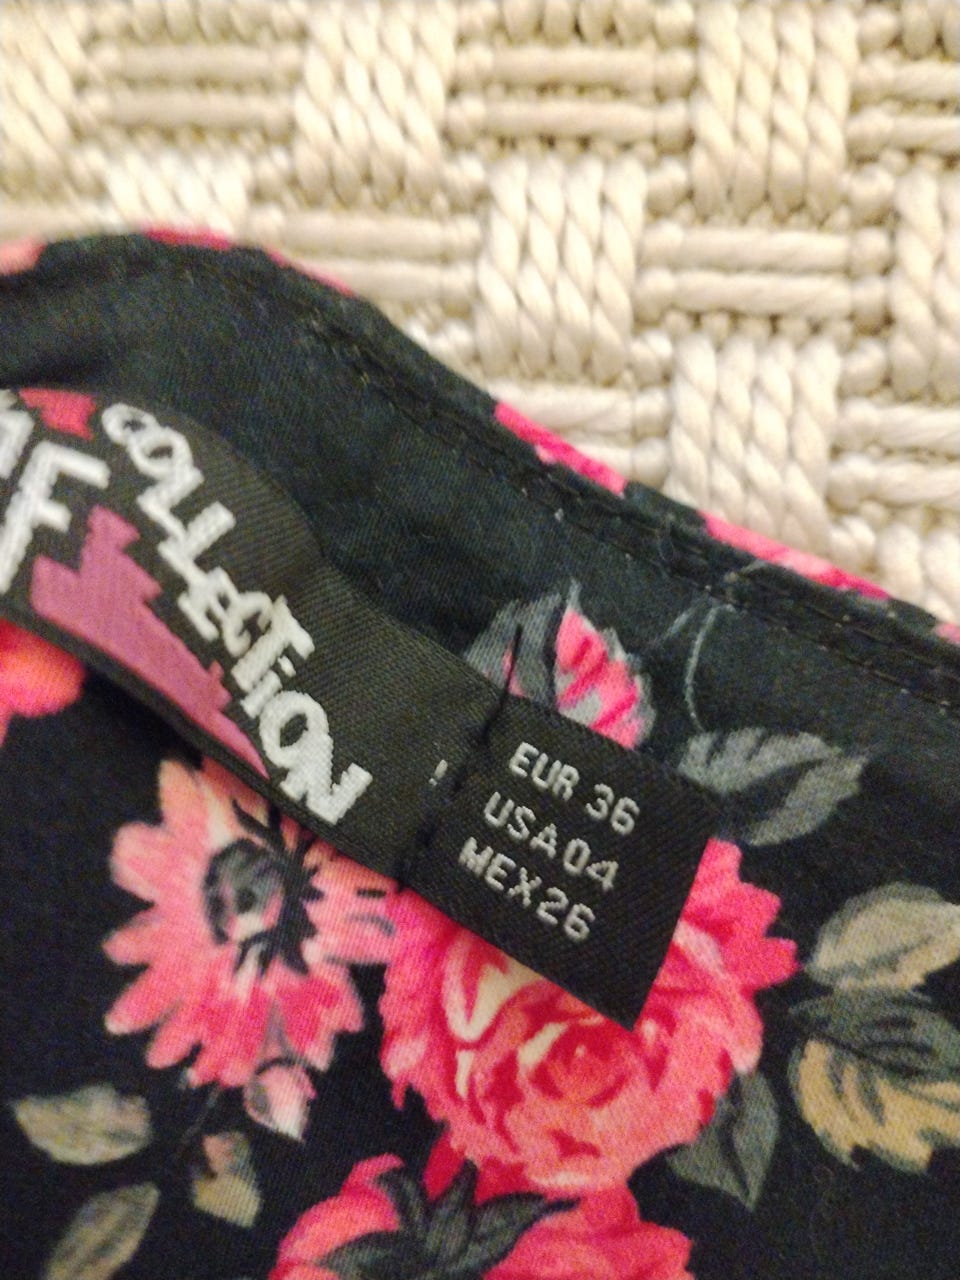 COLLECTiON
EUR 36
USA 04
MEX 26